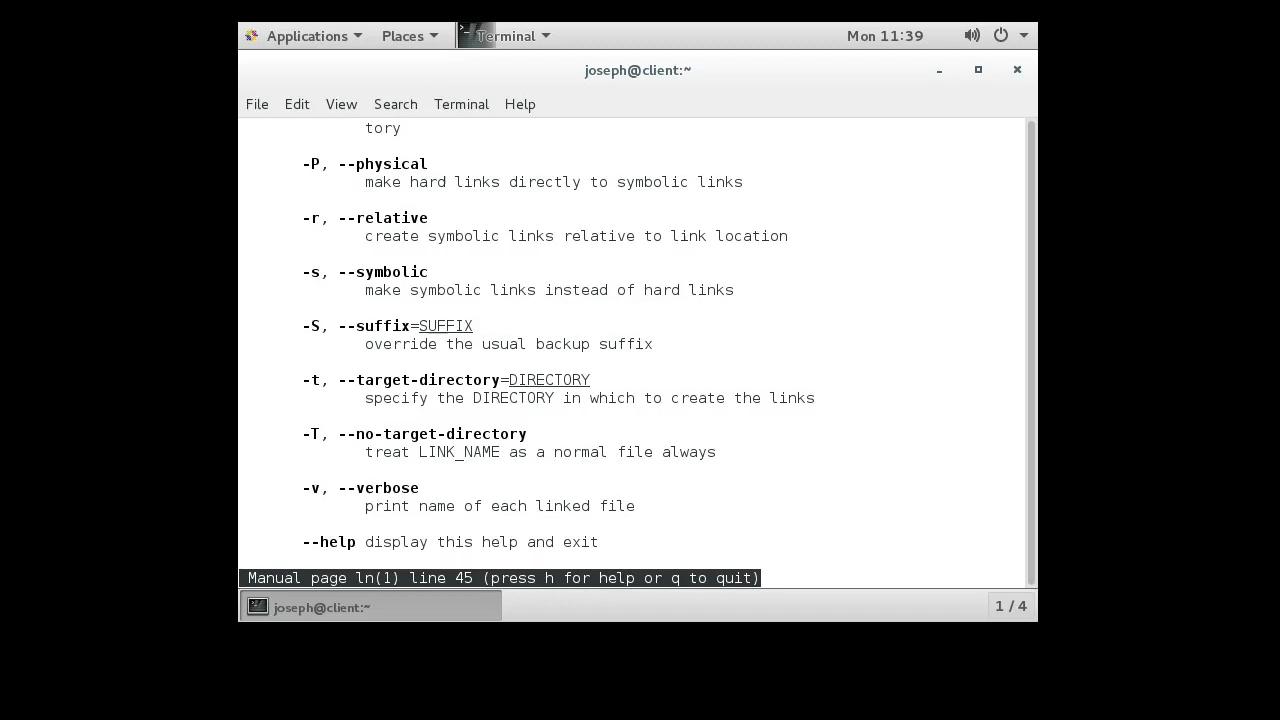 Applications Places Terminal Mon 11:39
joseph@client:~
File Edit View Search Terminal Help
tory
-P, --physical
make hard links directly to symbolic links
-r, --relative
create symbolic links relative to link location
-s, --symbolic
make symbolic links instead of hard links
-S, --suffix=SUFFIX
override the usual backup suffix
-t, --target-directory=DIRECTORY
specify the DIRECTORY in which to create the links
-T, --no-target-directory
treat LINK_NAME as a normal file always
-v, --verbose
print name of each linked file
--help display this help and exit
Manual page ln(1) line 45 (press h for help or q to quit)
joseph@client:~ 1 / 4